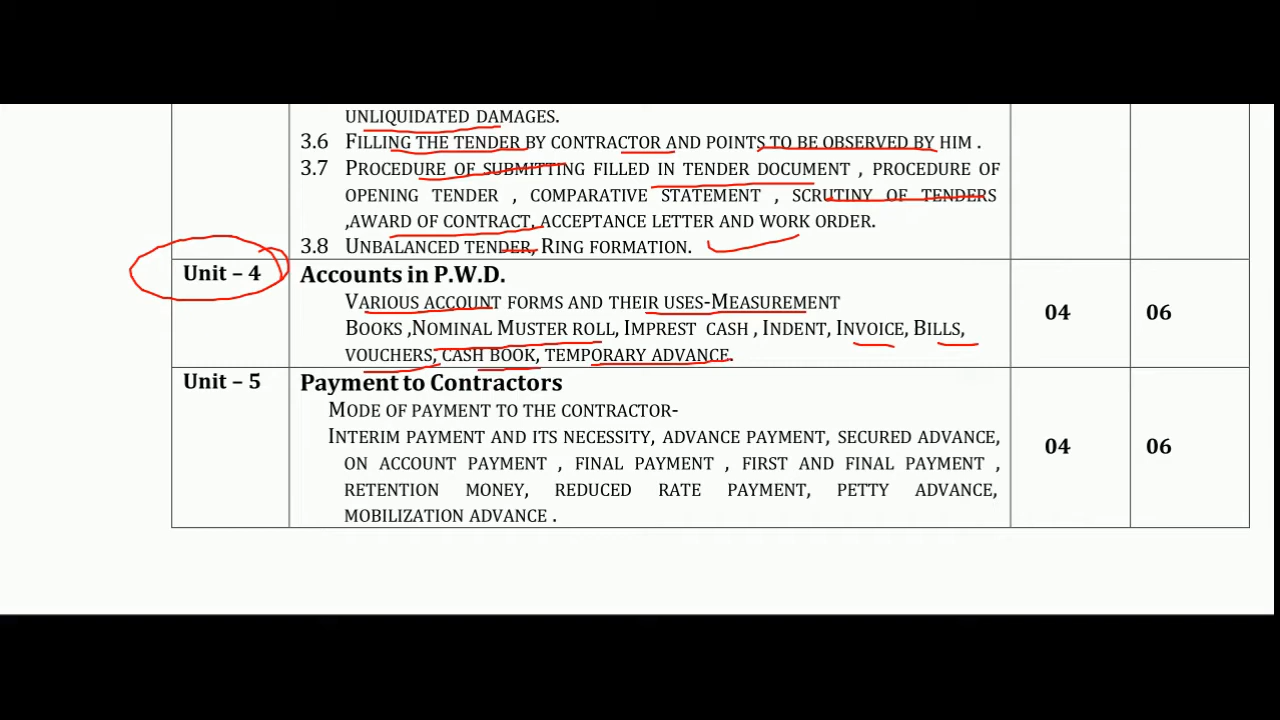 UNLIQUIDATED DAMAGES.
3.6 FILLING THE TENDER BY CONTRACTOR AND POINTS TO BE OBSERVED BY HIM .
3.7 PROCEDURE OF SUBMITTING FILLED IN TENDER DOCUMENT , PROCEDURE OF
OPENING TENDER , COMPARATIVE STATEMENT , SCRUTINY OF TENDERS
,AWARD OF CONTRACT, ACCEPTANCE LETTER AND WORK ORDER.
3.8 UNBALANCED TENDER, RING FORMATION.
Unit – 4 Accounts in P.W.D.
VARIOUS ACCOUNT FORMS AND THEIR USES-MEASUREMENT
BOOKS ,NOMINAL MUSTER ROLL, IMPREST CASH , INDENT, INVOICE, BILLS,
VOUCHERS, CASH BOOK, TEMPORARY ADVANCE.
04 06
Unit – 5 Payment to Contractors
MODE OF PAYMENT TO THE CONTRACTOR-
INTERIM PAYMENT AND ITS NECESSITY, ADVANCE PAYMENT, SECURED ADVANCE,
ON ACCOUNT PAYMENT , FINAL PAYMENT , FIRST AND FINAL PAYMENT ,
RETENTION MONEY, REDUCED RATE PAYMENT, PETTY ADVANCE,
MOBILIZATION ADVANCE .
04 06